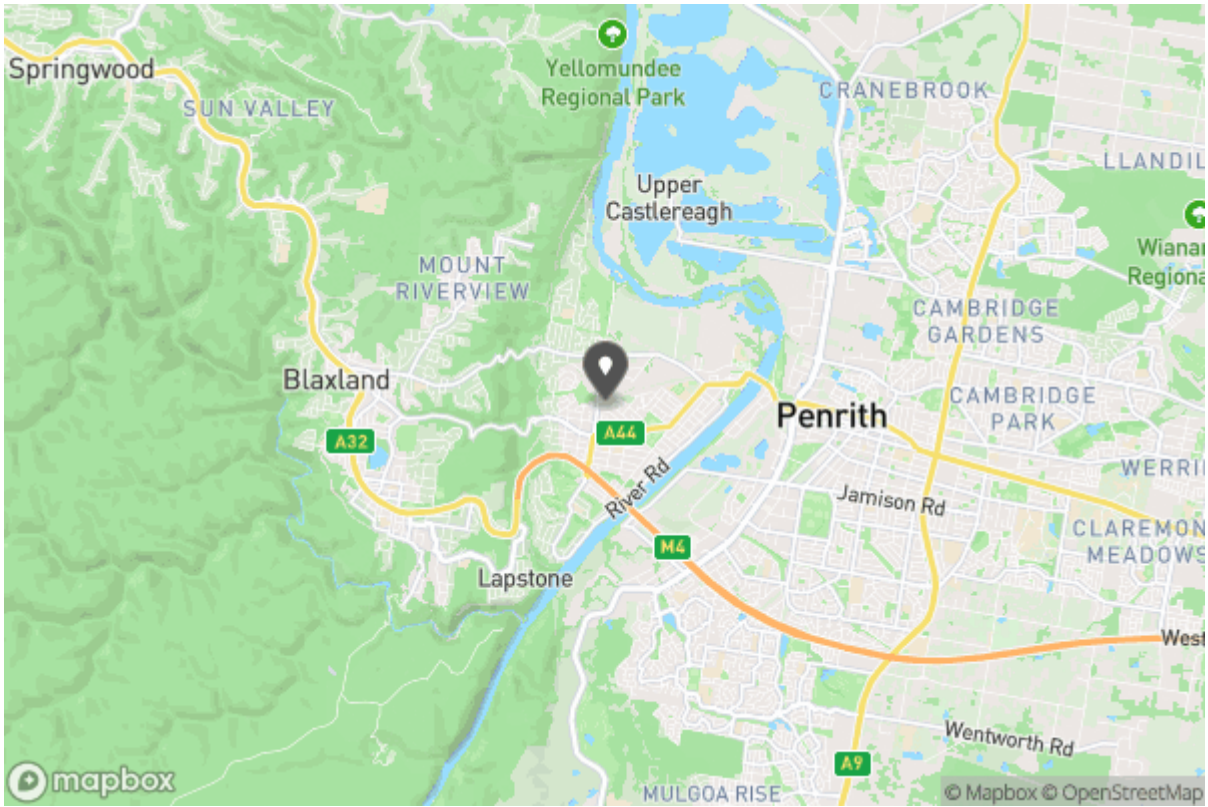 Springwood
SUN VALLEY
Yellomundee
Regional Park
CRANEBROOK
LLANDIL
Upper
Castlereagh
Wianar
Regiona
MOUNT
RIVERVIEW
CAMBRIDGE
GARDENS
Blaxland
CAMBRIDGE
PARK
Penrith
A44
A32
WERRI
River Rd
Jamison Rd
CLAREMON
MEADOWS
M4
Lapstone
West
Wentworth Rd
A9
MULGOA RISE
mapbox
© Mapbox © OpenStreetMap